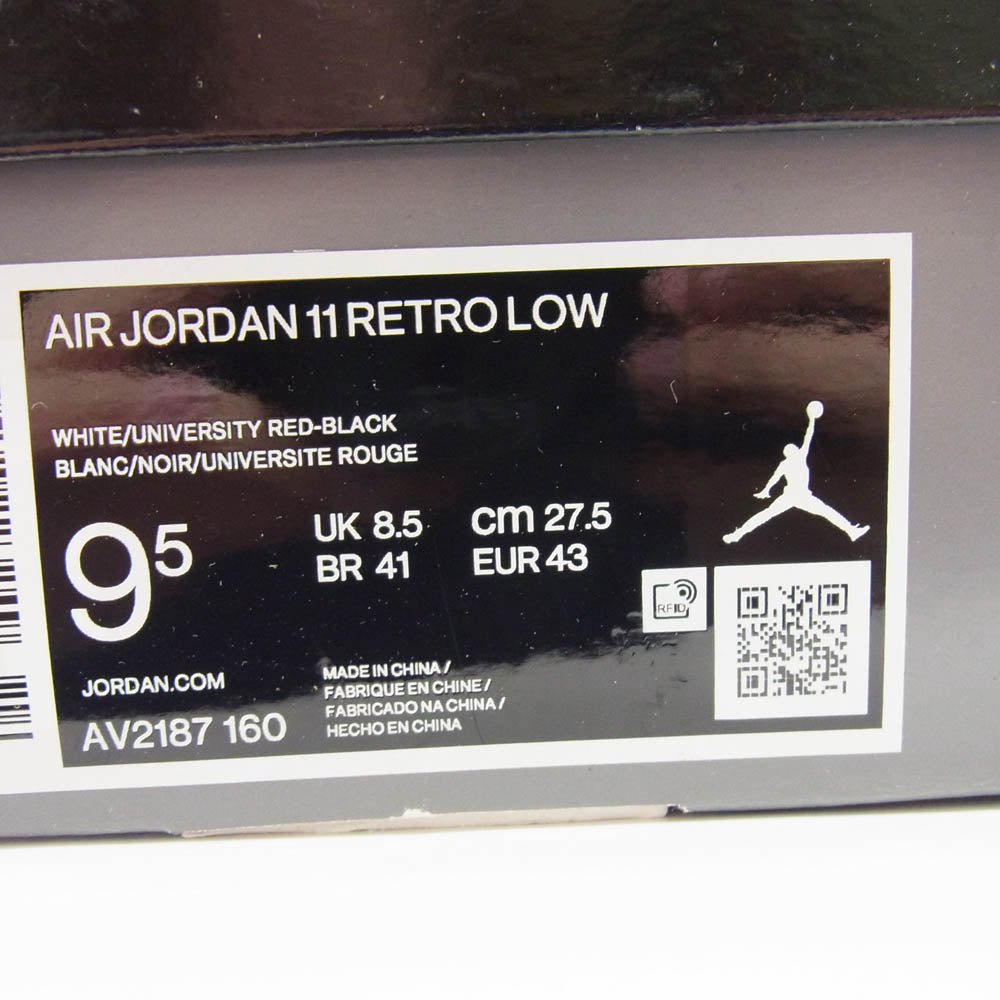 AIR JORDAN 11 RETRO LOW
WHITE/UNIVERSITY RED-BLACK
BLANC/NOIR/UNIVERSITE ROUGE
9 5
UK 8.5 cm 27.5
BR 41 EUR 43
RFID
JORDAN.COM
AV2187 160
MADE IN CHINA /
FABRIQUE EN CHINE /
FABRICADO NA CHINA /
HECHO EN CHINA